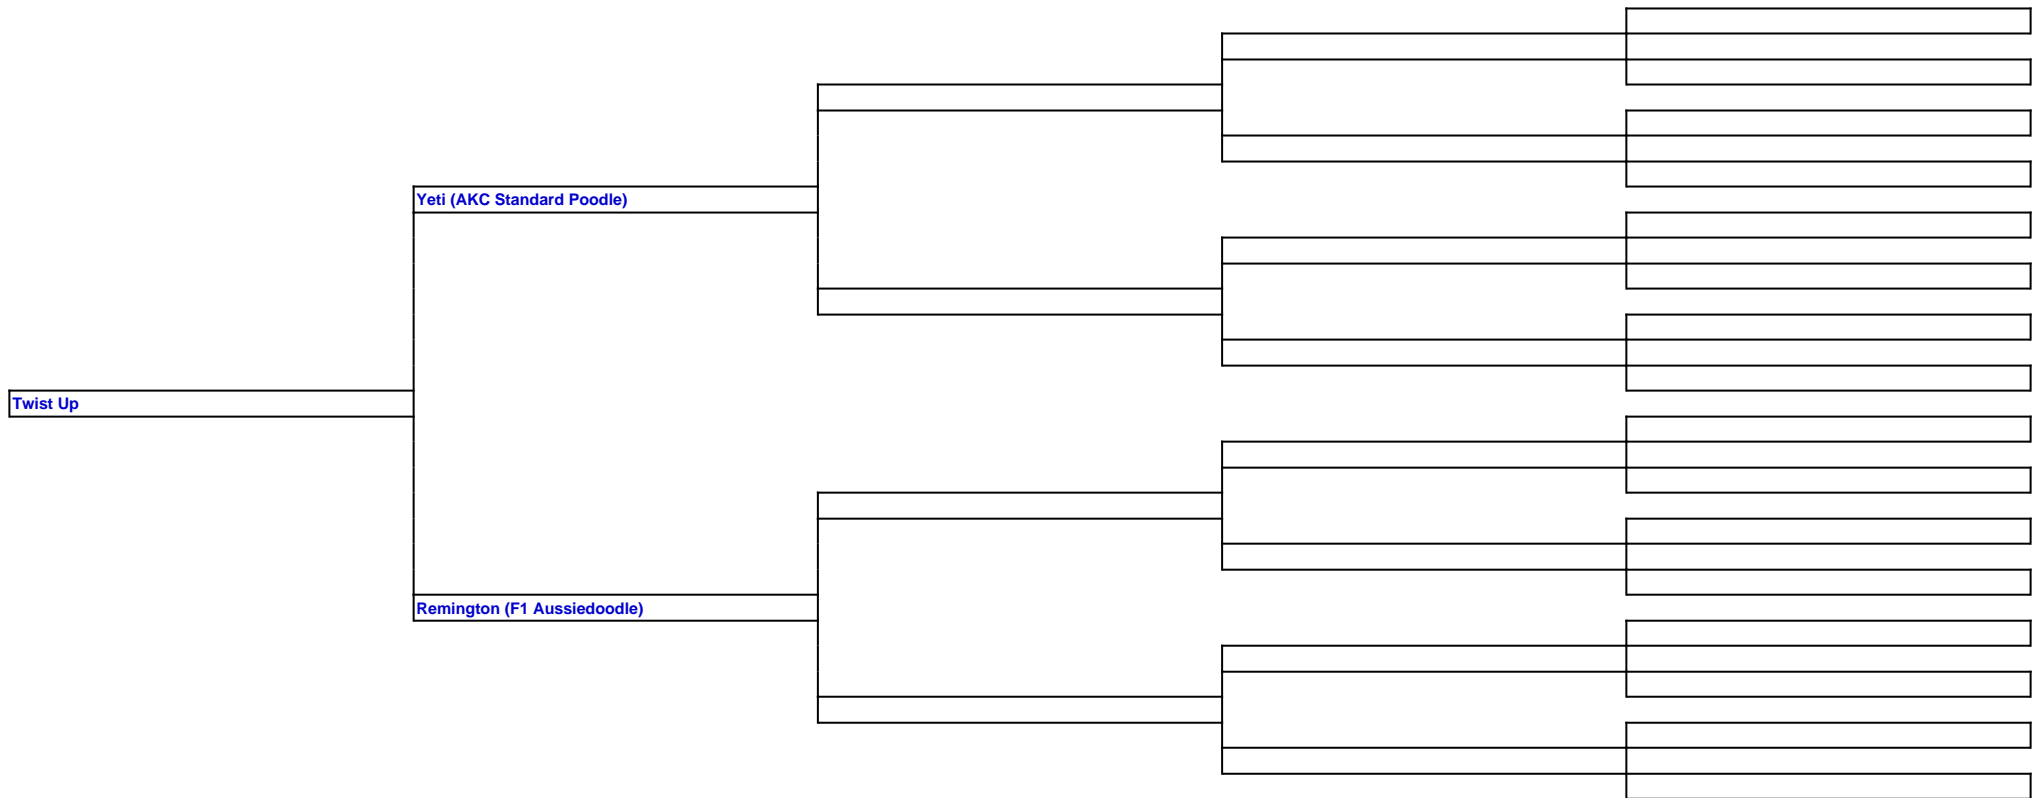 Yeti (AKC Standard Poodle)
Twist Up
Remington (F1 Aussiedoodle)